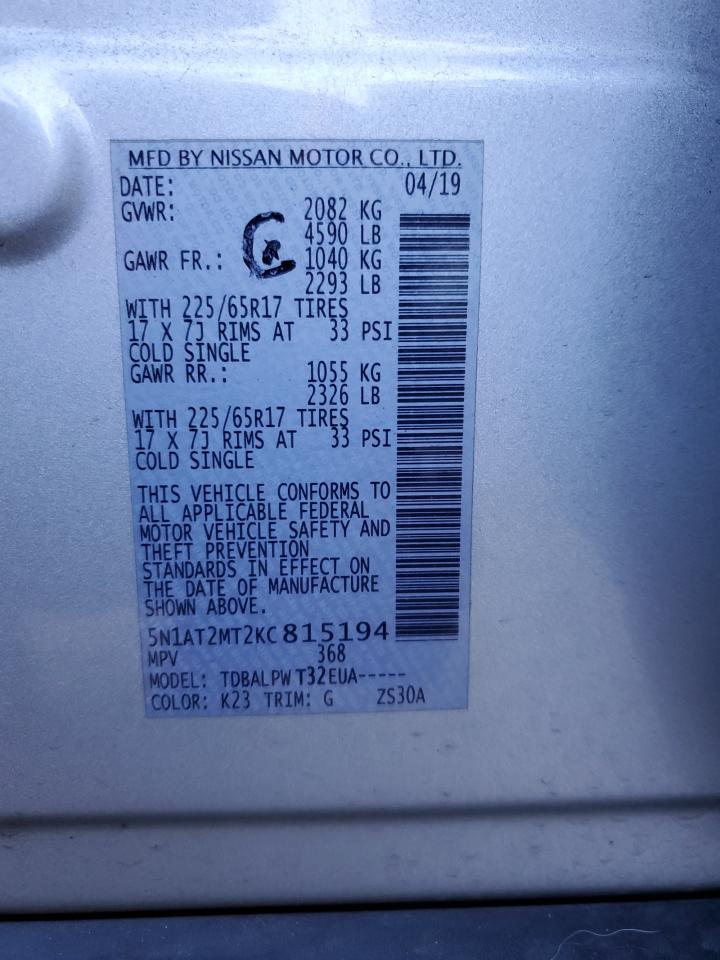 MFD BY NISSAN MOTOR CO., LTD.
DATE: 04/19
GVWR: 2082 KG
4590 LB
GAWR FR.: 1040 KG
2293 LB
WITH 225/65R17 TIRES
17 X 7J RIMS AT 33 PSI
COLD SINGLE
GAWR RR.: 1055 KG
2326 LB
WITH 225/65R17 TIRES
17 X 7J RIMS AT 33 PSI
COLD SINGLE
THIS VEHICLE CONFORMS TO
ALL APPLICABLE FEDERAL
MOTOR VEHICLE SAFETY AND
THEFT PREVENTION
STANDARDS IN EFFECT ON
THE DATE OF MANUFACTURE
SHOWN ABOVE.
5N1AT2MT2KC815194
MPV 368
MODEL: TDBALPWT32EUA-----
COLOR: K23 TRIM: G ZS30A